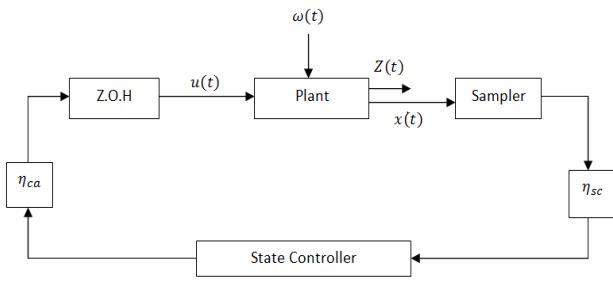 ω(t)
Z(t)
Z.O.H
u(t)
Plant
Sampler
x(t)
η_ca
η_sc
State Controller